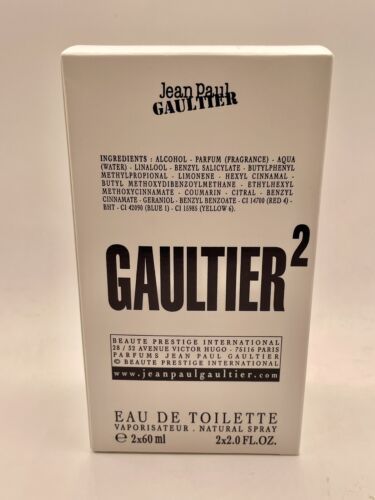 Jean Paul
GAULTIER
INGREDIENTS : ALCOHOL - PARFUM (FRAGRANCE) - AQUA
(WATER) - LINALOOL - BENZYL SALICYLATE - BUTYLPHENYL
METHYLPROPIONAL - LIMONENE - HEXYL CINNAMAL -
BUTYL METHOXYDIBENZOYLMETHANE - ETHYLHEXYL
METHOXYCINNAMATE - COUMARIN - CITRAL - BENZYL
CINNAMATE - GERANIOL - BENZYL BENZOATE - CI 14700 (RED 4) -
BHT - CI 42090 (BLUE 1) - CI 15985 (YELLOW 6).
GAULTIER²
BEAUTE PRESTIGE INTERNATIONAL
28 / 32 AVENUE VICTOR HUGO - 75116 PARIS
PARFUMS JEAN PAUL GAULTIER
© BEAUTE PRESTIGE INTERNATIONAL
www.jeanpaulgaultier.com
EAU DE TOILETTE
VAPORISATEUR . NATURAL SPRAY
℮ 2x60 ml 2x2.0 FL.OZ.